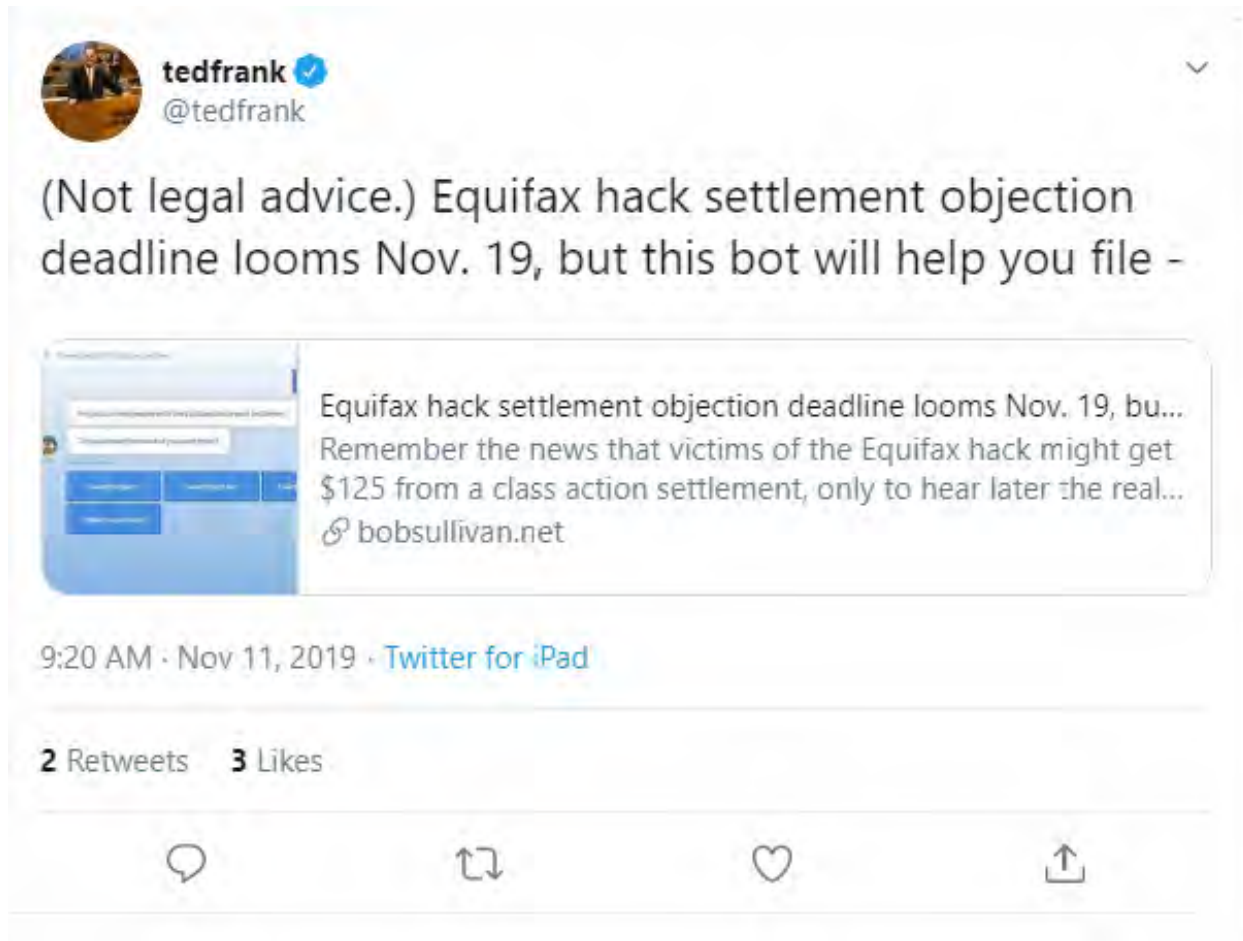 tedfrank
@tedfrank
(Not legal advice.) Equifax hack settlement objection
deadline looms Nov. 19, but this bot will help you file -
Equifax hack settlement objection deadline looms Nov. 19, bu...
Remember the news that victims of the Equifax hack might get
$125 from a class action settlement, only to hear later the real...
bobsullivan.net
9:20 AM · Nov 11, 2019 · Twitter for iPad
2 Retweets 3 Likes